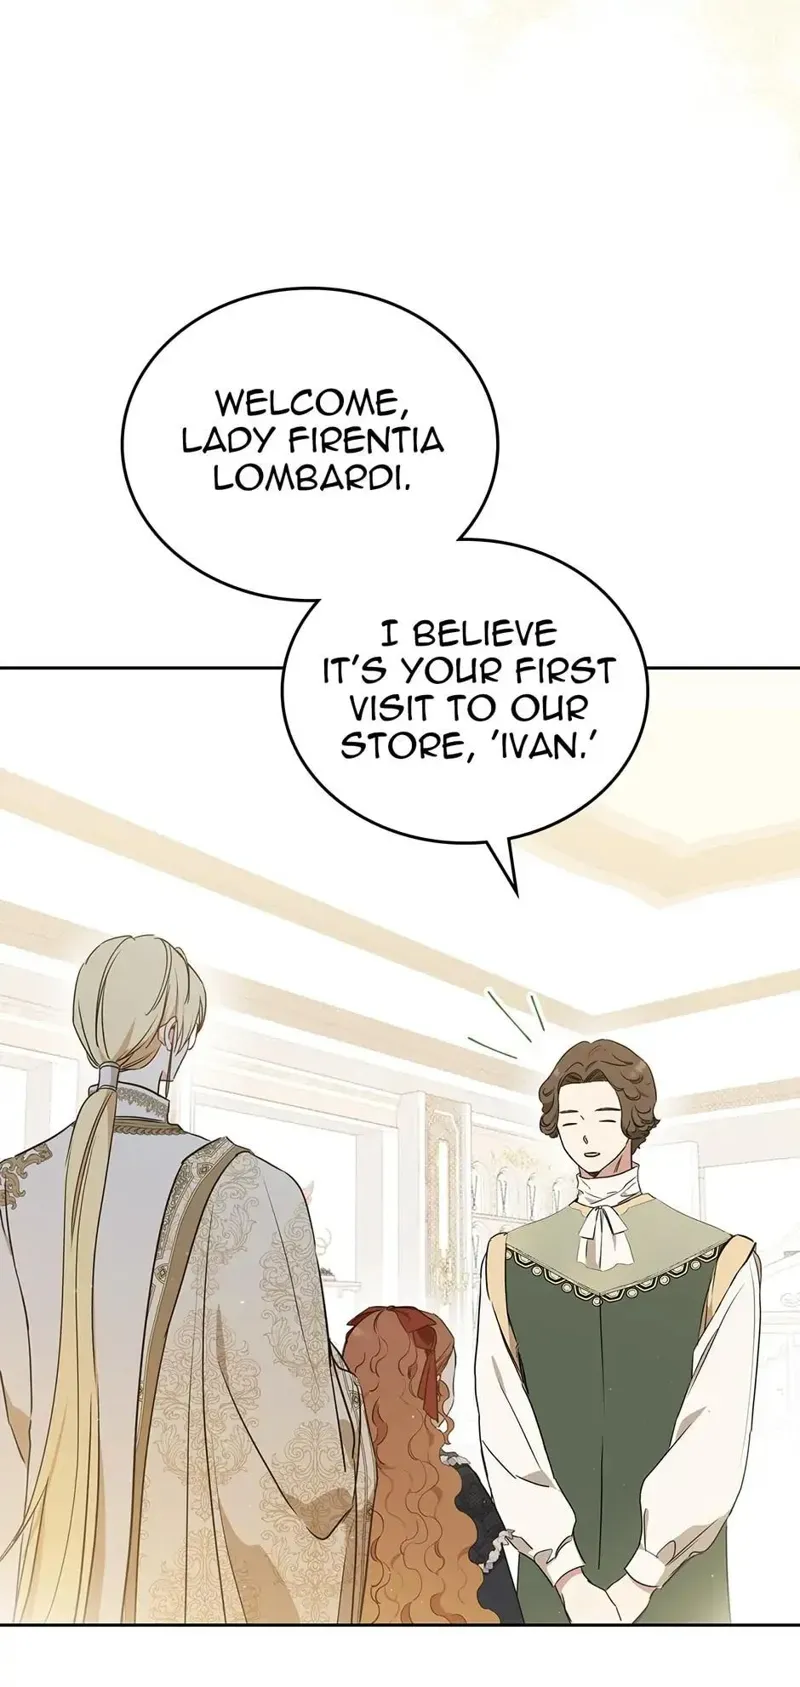 WELCOME,
LADY FIRENTIA
LOMBARDI.
I BELIEVE
IT'S YOUR FIRST
VISIT TO OUR
STORE, 'IVAN.'